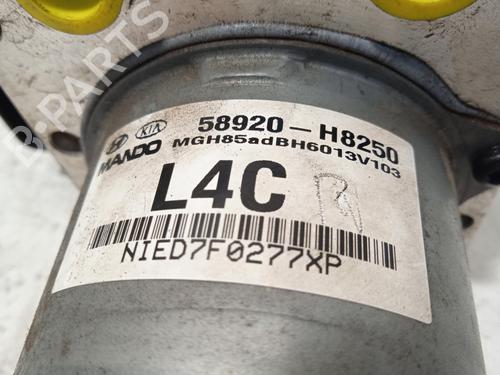 B-PARTS
KIA
MANDO
58920-H8250
MGH85adBH6013V103
L4C
NIED7F0277XP